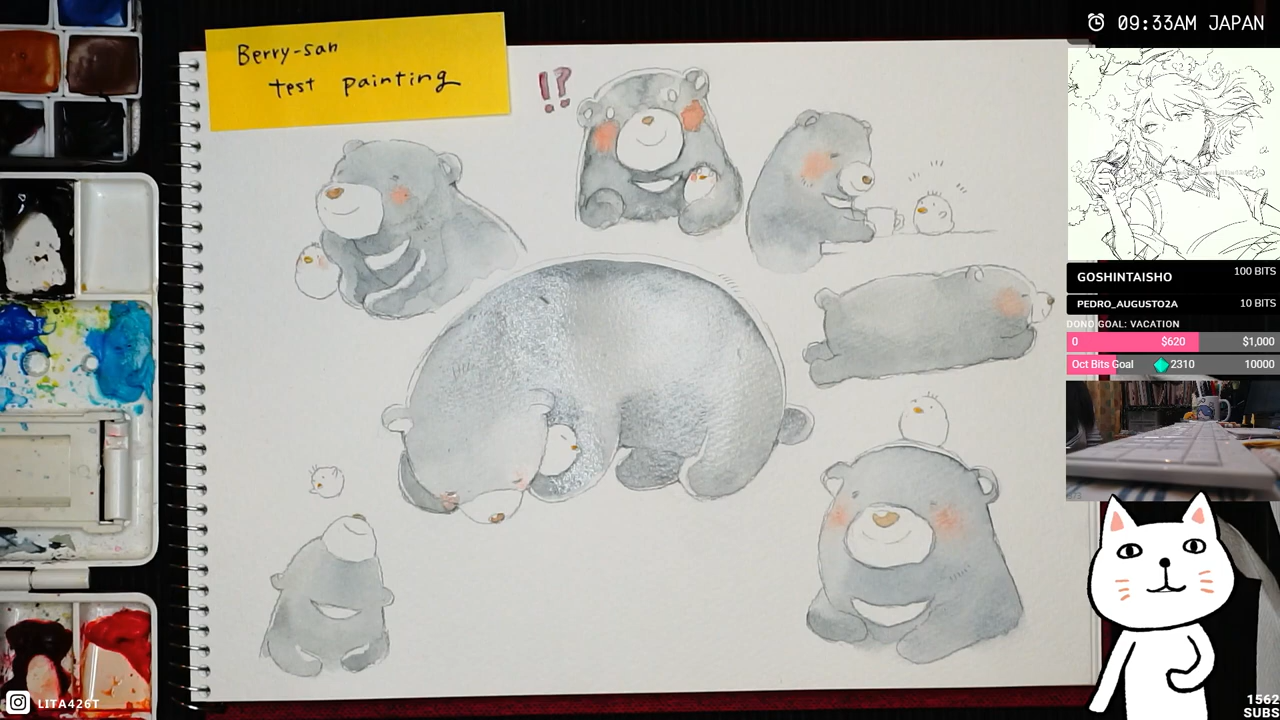 Berry-san
test painting
!?
09:33AM JAPAN
GOSHINTAISHO
100 BITS
PEDRO_AUGUSTO2A
10 BITS
DONO GOAL: VACATION
0 $620 $1,000
Oct Bits Goal 2310 10000
LITA426T
1562
SUBS